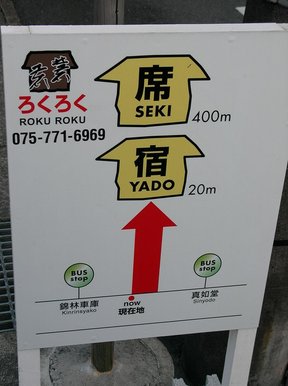 ろくろく
ROKU ROKU
075-771-6969
席
SEKI
400m
宿
YADO
20m
BUS
stop
BUS
stop
錦林車庫
Kinrinsyako
now
現在地
真如堂
Sinyodo